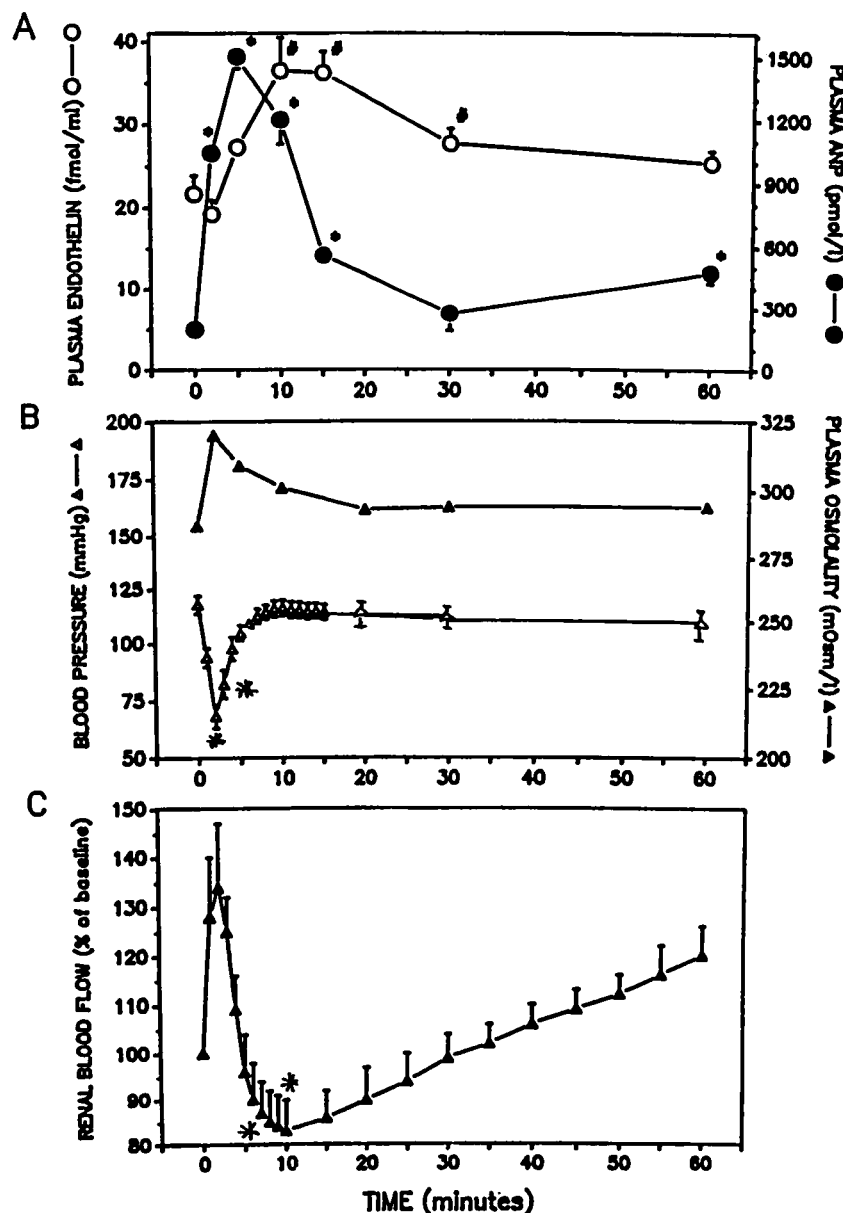 A
PLASMA ENDOTHELIN (fmol/ml) O—O
40
30
20
10
0
1500
1200
900
600
300
0
PLASMA ANP (pmol/l) ●—●
* * # # * # * *
0 10 20 30 40 50 60
B
BLOOD PRESSURE (mmHg) ▲—▲
200
175
150
125
100
75
50
325
300
275
250
225
200
PLASMA OSMOLALITY (mOsm/l) ▲—▲
* *
0 10 20 30 40 50 60
C
RENAL BLOOD FLOW (% of baseline)
150
140
130
120
110
100
90
80
* *
0 10 20 30 40 50 60
TIME (minutes)